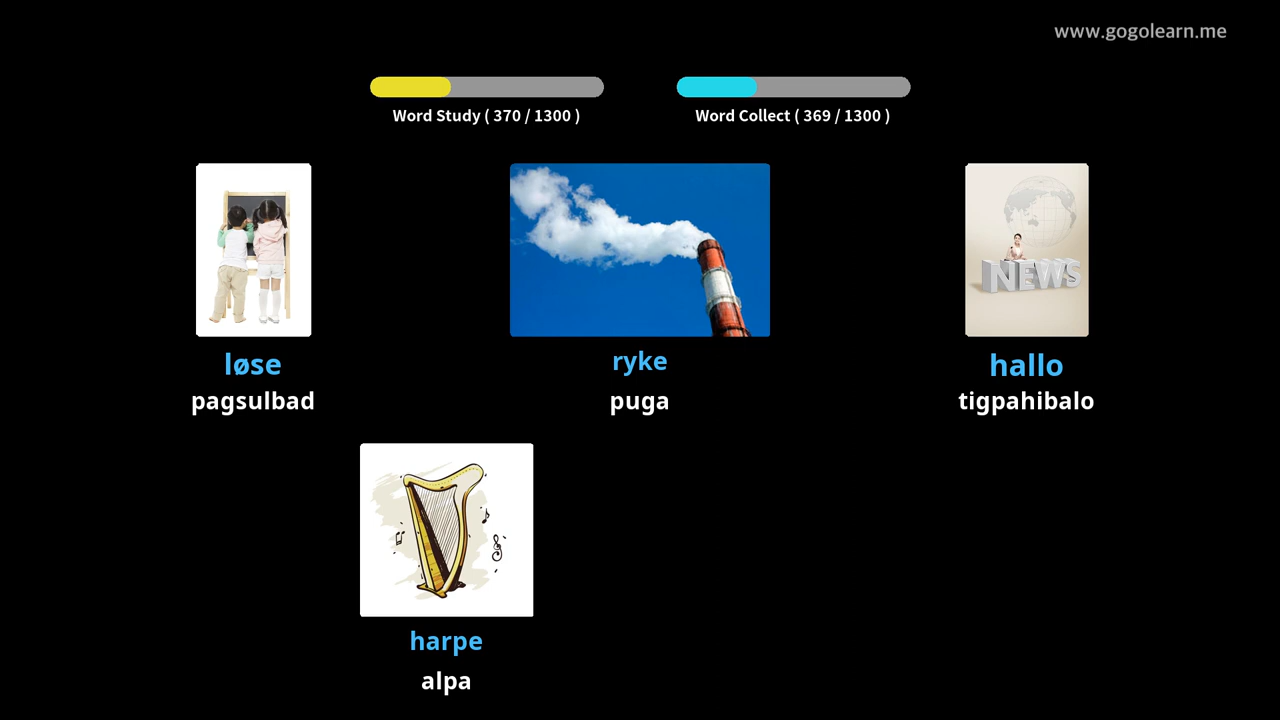 www.gogolearn.me
Word Study ( 370 / 1300 )
Word Collect ( 369 / 1300 )
NEWS
løse
pagsulbad
ryke
puga
hallo
tigpahibalo
harpe
alpa